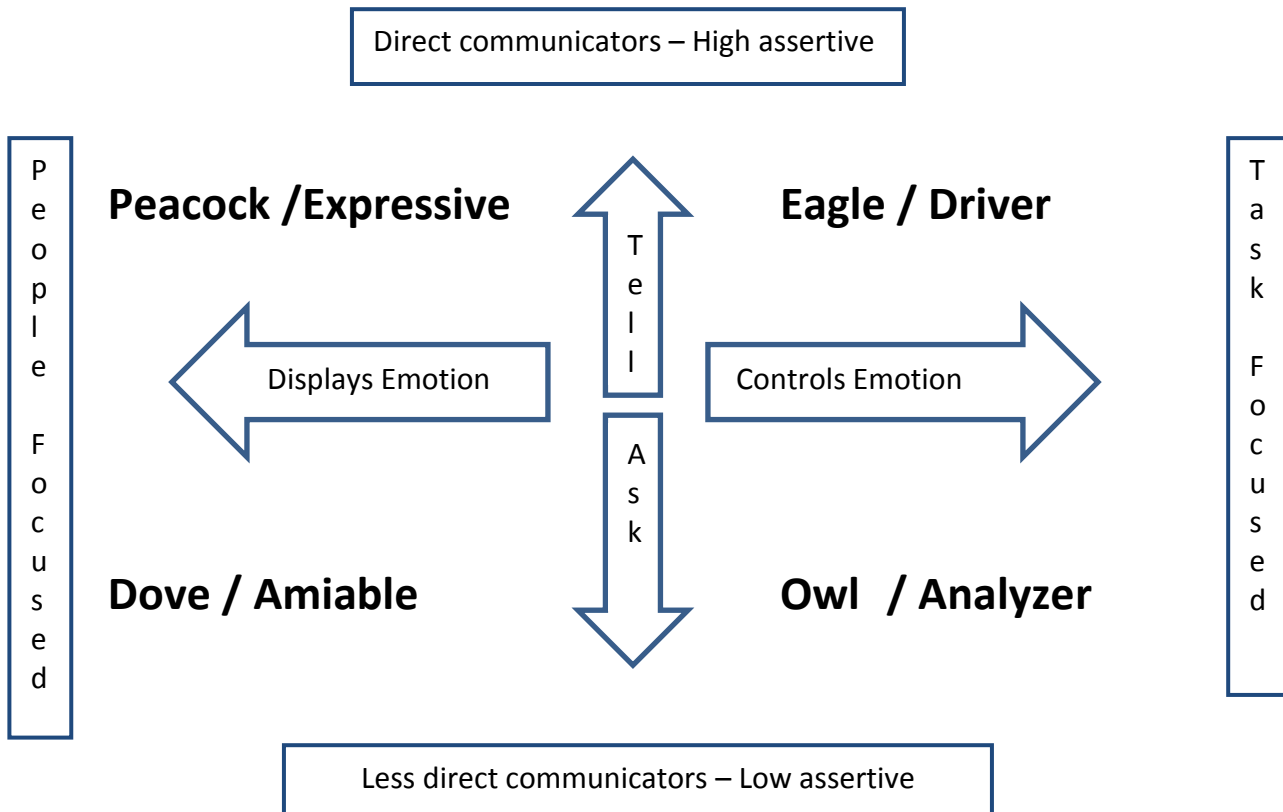 Direct communicators – High assertive
People Focused
Peacock /Expressive
Tell
Eagle / Driver
Task Focused
Displays Emotion
Controls Emotion
Ask
Dove / Amiable
Owl / Analyzer
Less direct communicators – Low assertive